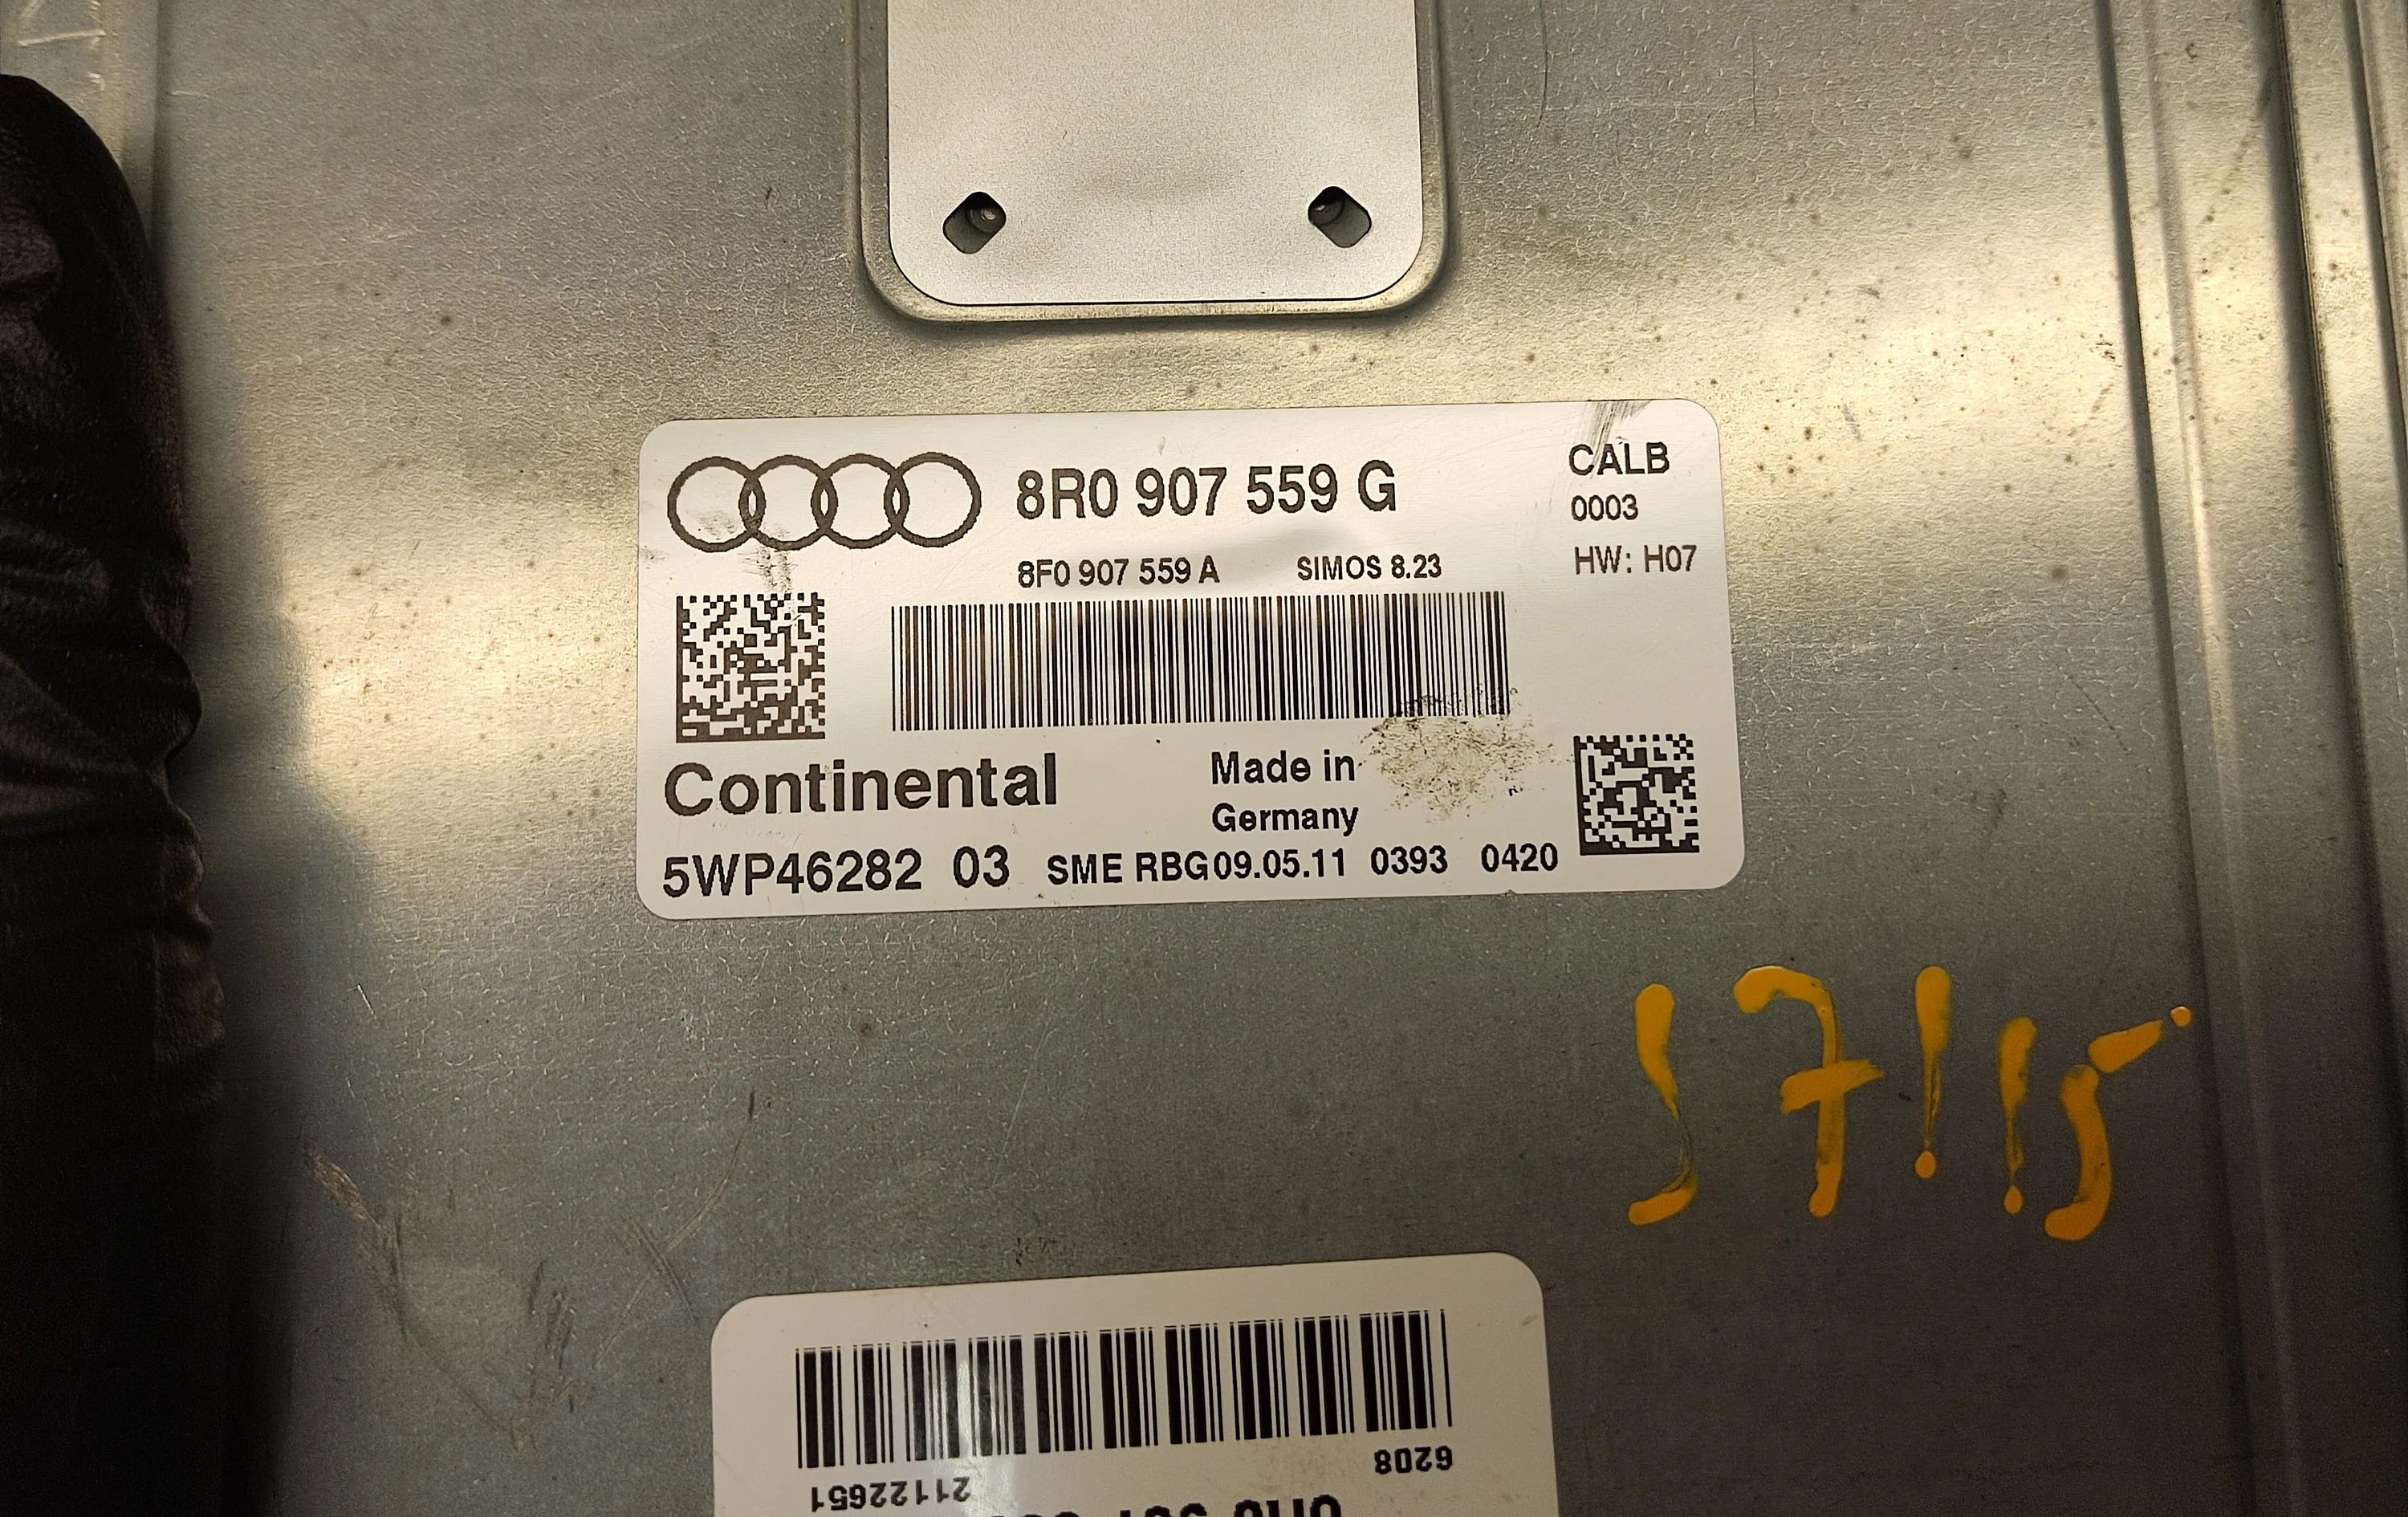 8R0 907 559 G
CALB
0003
8F0 907 559 A SIMOS 8.23
HW: H07
Continental
Made in
Germany
5WP46282 03 SME RBG09.05.11 0393 0420
6208
21122651